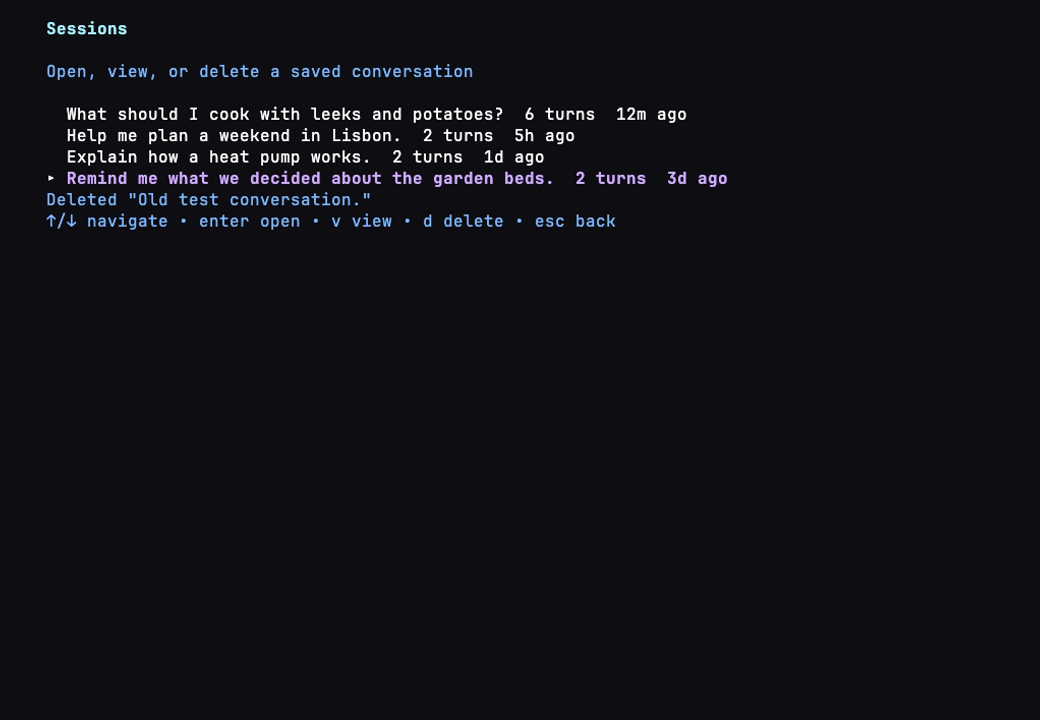 Sessions
Open, view, or delete a saved conversation
What should I cook with leeks and potatoes?  6 turns  12m ago
Help me plan a weekend in Lisbon.  2 turns  5h ago
Explain how a heat pump works.  2 turns  1d ago
▸ Remind me what we decided about the garden beds.  2 turns  3d ago
Deleted "Old test conversation."
↑/↓ navigate • enter open • v view • d delete • esc back